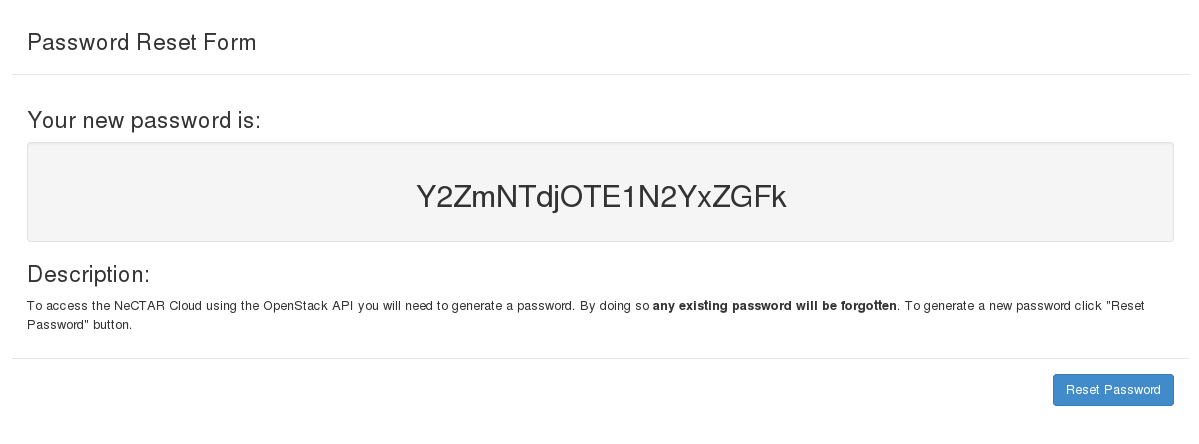 Password Reset Form
Your new password is:
Y2ZmNTdjOTE1N2YxZGFk
Description:
To access the NeCTAR Cloud using the OpenStack API you will need to generate a password. By doing so any existing password will be forgotten. To generate a new password click "Reset
Password" button.
Reset Password